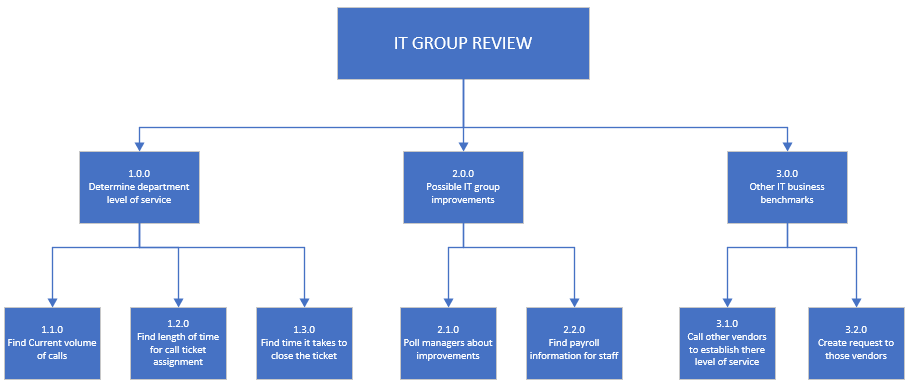 IT GROUP REVIEW
1.0.0
Determine department
level of service
2.0.0
Possible IT group
improvements
3.0.0
Other IT business
benchmarks
1.1.0
Find Current volume
of calls
1.2.0
Find length of time
for call ticket
assignment
1.3.0
Find time it takes to
close the ticket
2.1.0
Poll managers about
improvements
2.2.0
Find payroll
information for staff
3.1.0
Call other vendors
to establish there
level of service
3.2.0
Create request to
those vendors